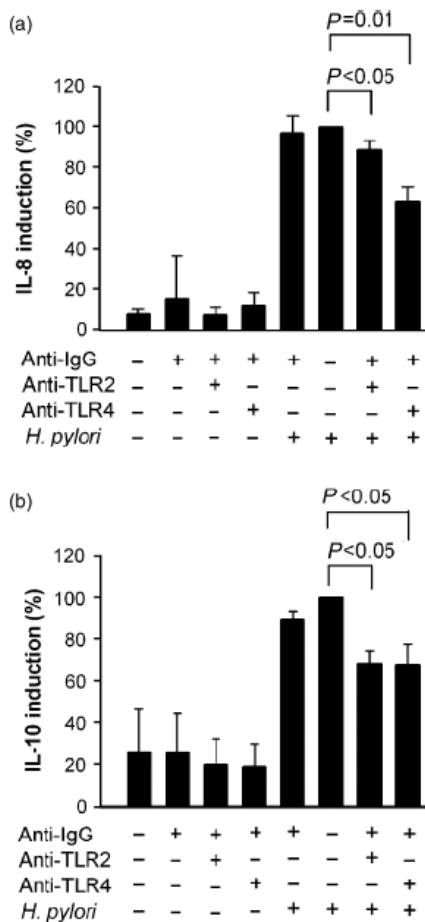 (a)
P=0.01
P<0.05
120
100
80
60
40
20
0
IL-8 induction (%)
Anti-IgG – + + + + – + +
Anti-TLR2 – – + – – – + –
Anti-TLR4 – – – + – – – +
H. pylori – – – – + + + +
(b)
P<0.05
P<0.05
120
100
80
60
40
20
0
IL-10 induction (%)
Anti-IgG – + + + + – + +
Anti-TLR2 – – + – – – + –
Anti-TLR4 – – – + – – – +
H. pylori – – – – + + + +